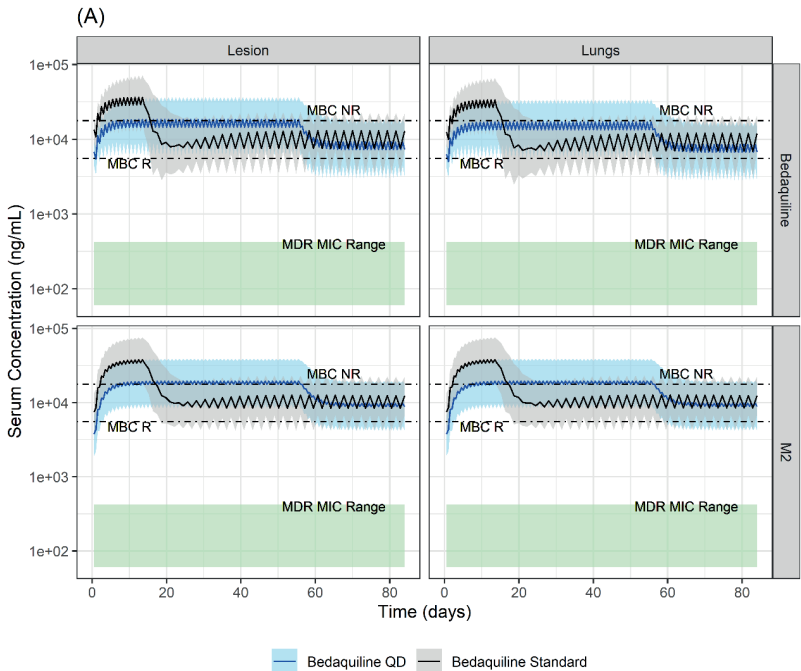 (A)
Lesion
Lungs
1e+05
1e+04
1e+03
1e+02
MBC NR
MBC R
MDR MIC Range
MBC NR
MBC R
MDR MIC Range
Bedaquiline
1e+05
1e+04
1e+03
1e+02
MBC NR
MBC R
MDR MIC Range
MBC NR
MBC R
MDR MIC Range
M2
Serum Concentration (ng/mL)
0 20 40 60 80
0 20 40 60 80
Time (days)
Bedaquiline QD
Bedaquiline Standard